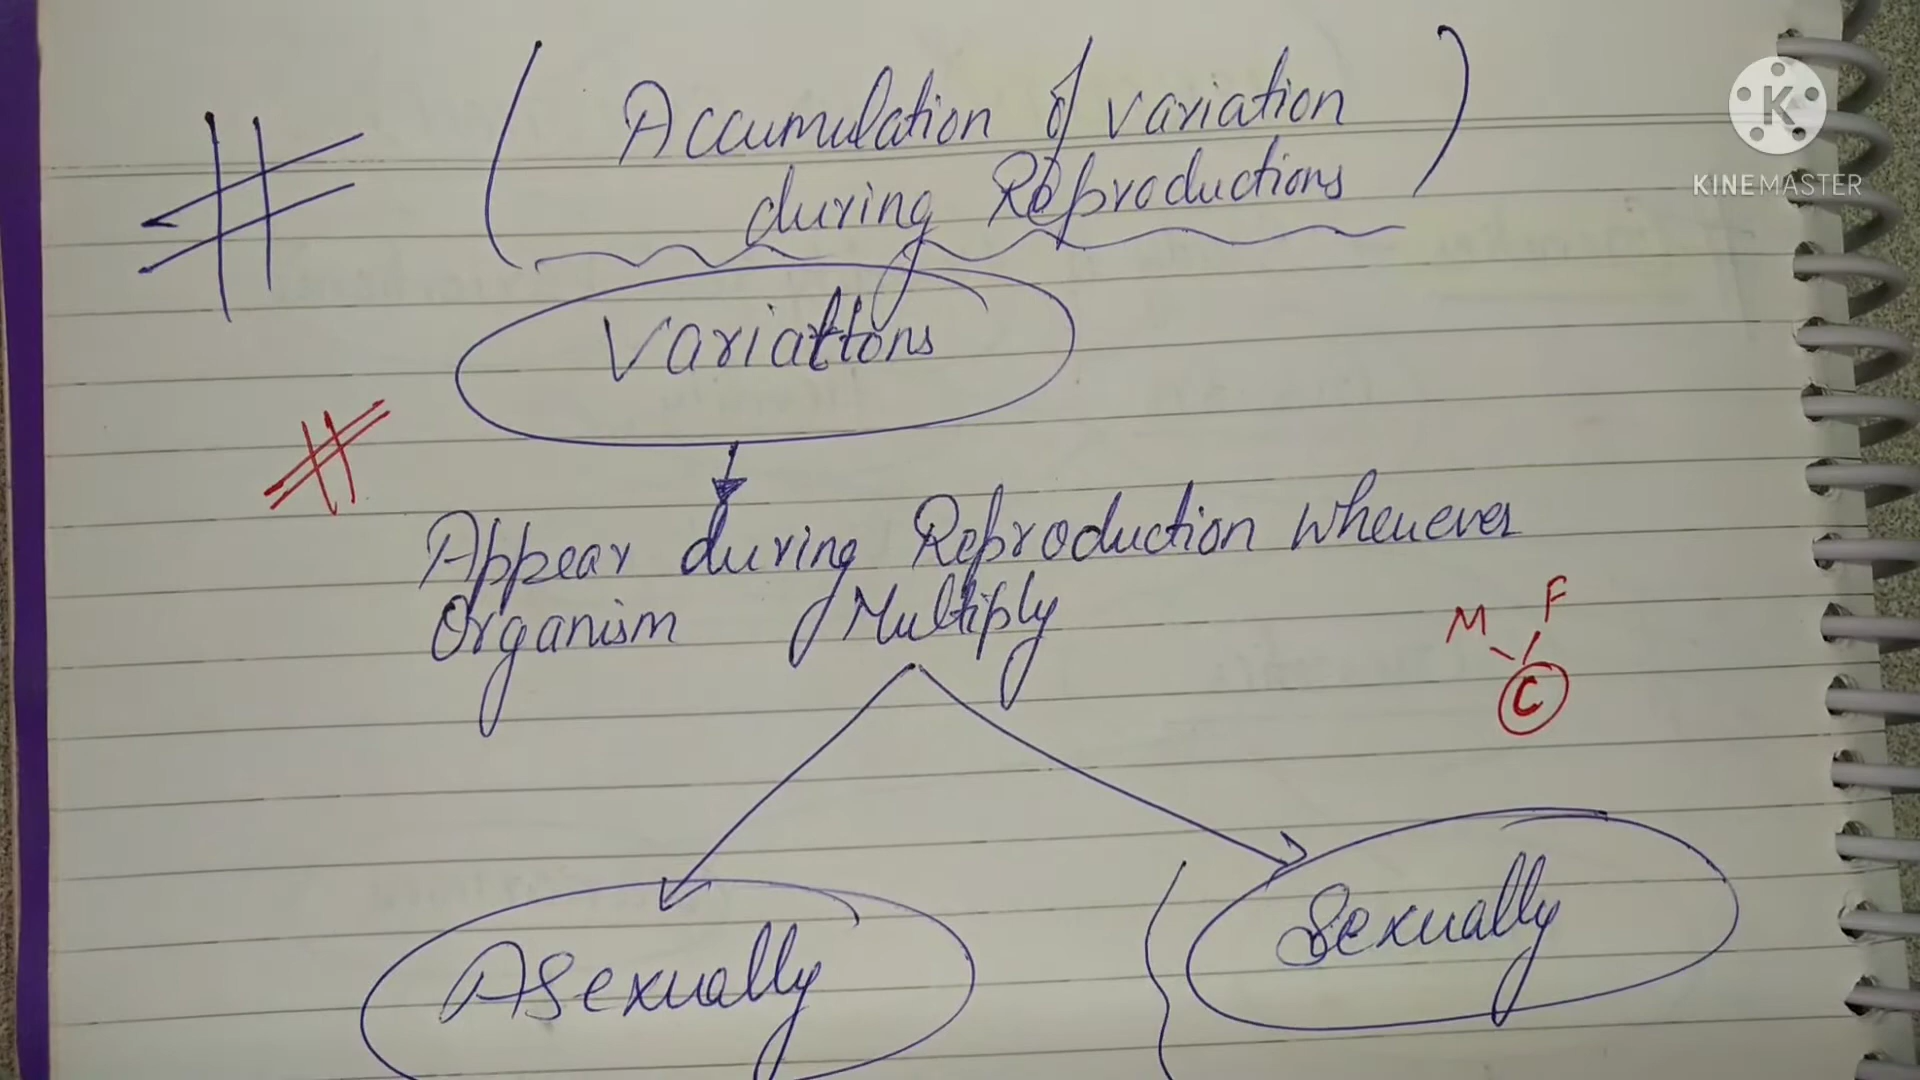 # (Accumulation of variation
during Reproductions)
K
KINEMASTER
Variations
# Appear during Reproduction whenever
Organism Multiply
M F
C
Asexually
Sexually